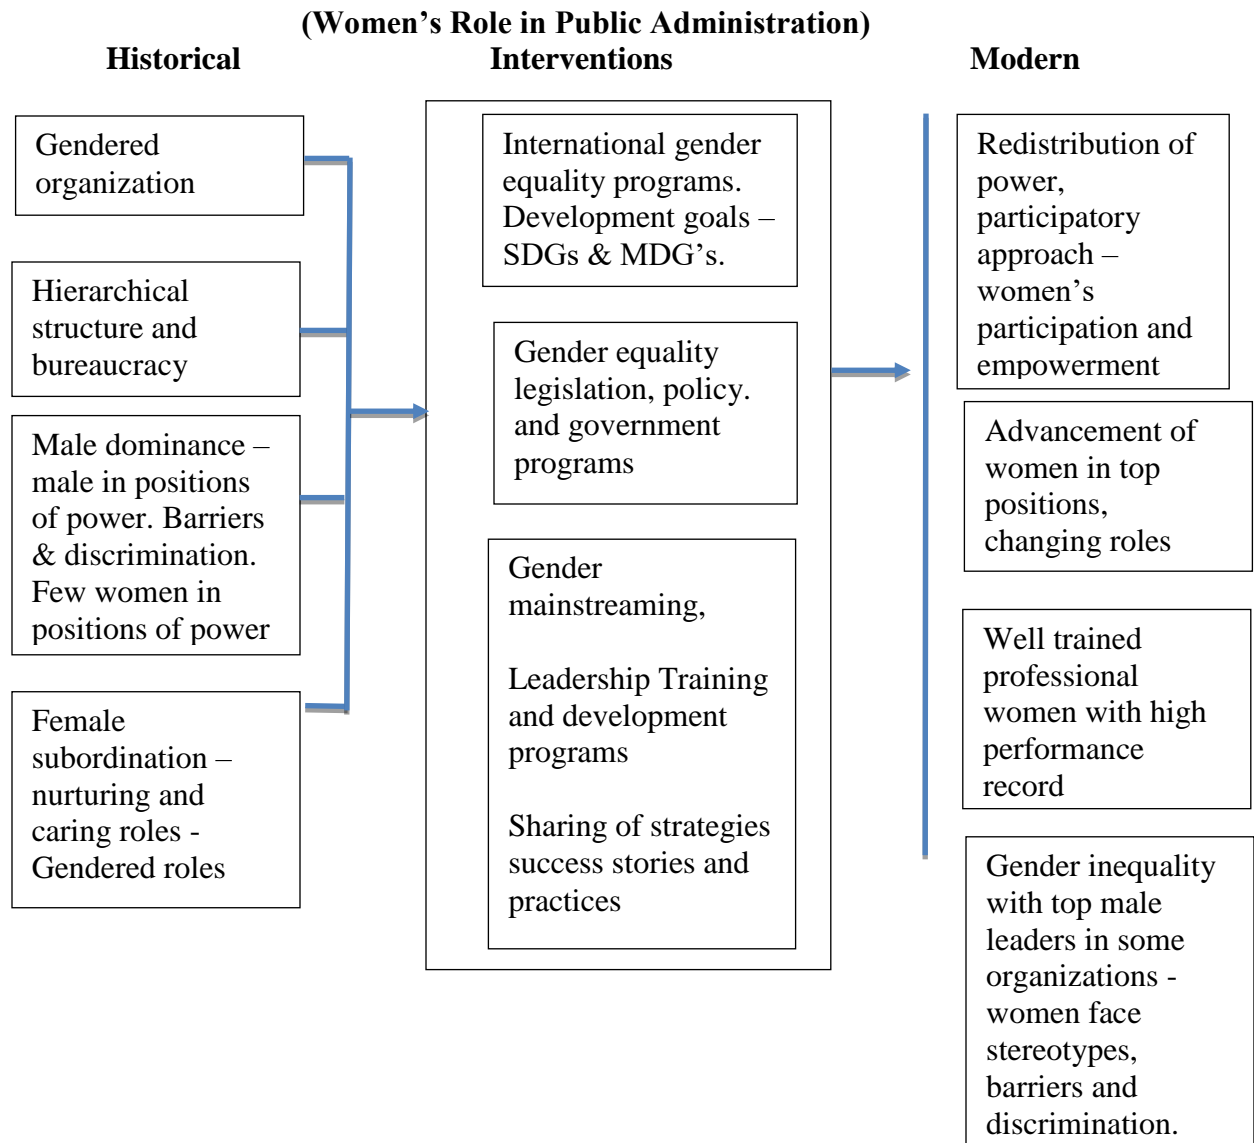 (Women’s Role in Public Administration)
Historical Interventions Modern
Gendered
organization
Hierarchical
structure and
bureaucracy
Male dominance –
male in positions
of power. Barriers
& discrimination.
Few women in
positions of power
Female
subordination –
nurturing and
caring roles -
Gendered roles
International gender
equality programs.
Development goals –
SDGs & MDG’s.
Gender equality
legislation, policy.
and government
programs
Gender
mainstreaming,
Leadership Training
and development
programs
Sharing of strategies
success stories and
practices
Redistribution of
power,
participatory
approach –
women’s
participation and
empowerment
Advancement of
women in top
positions,
changing roles
Well trained
professional
women with high
performance
record
Gender inequality
with top male
leaders in some
organizations -
women face
stereotypes,
barriers and
discrimination.